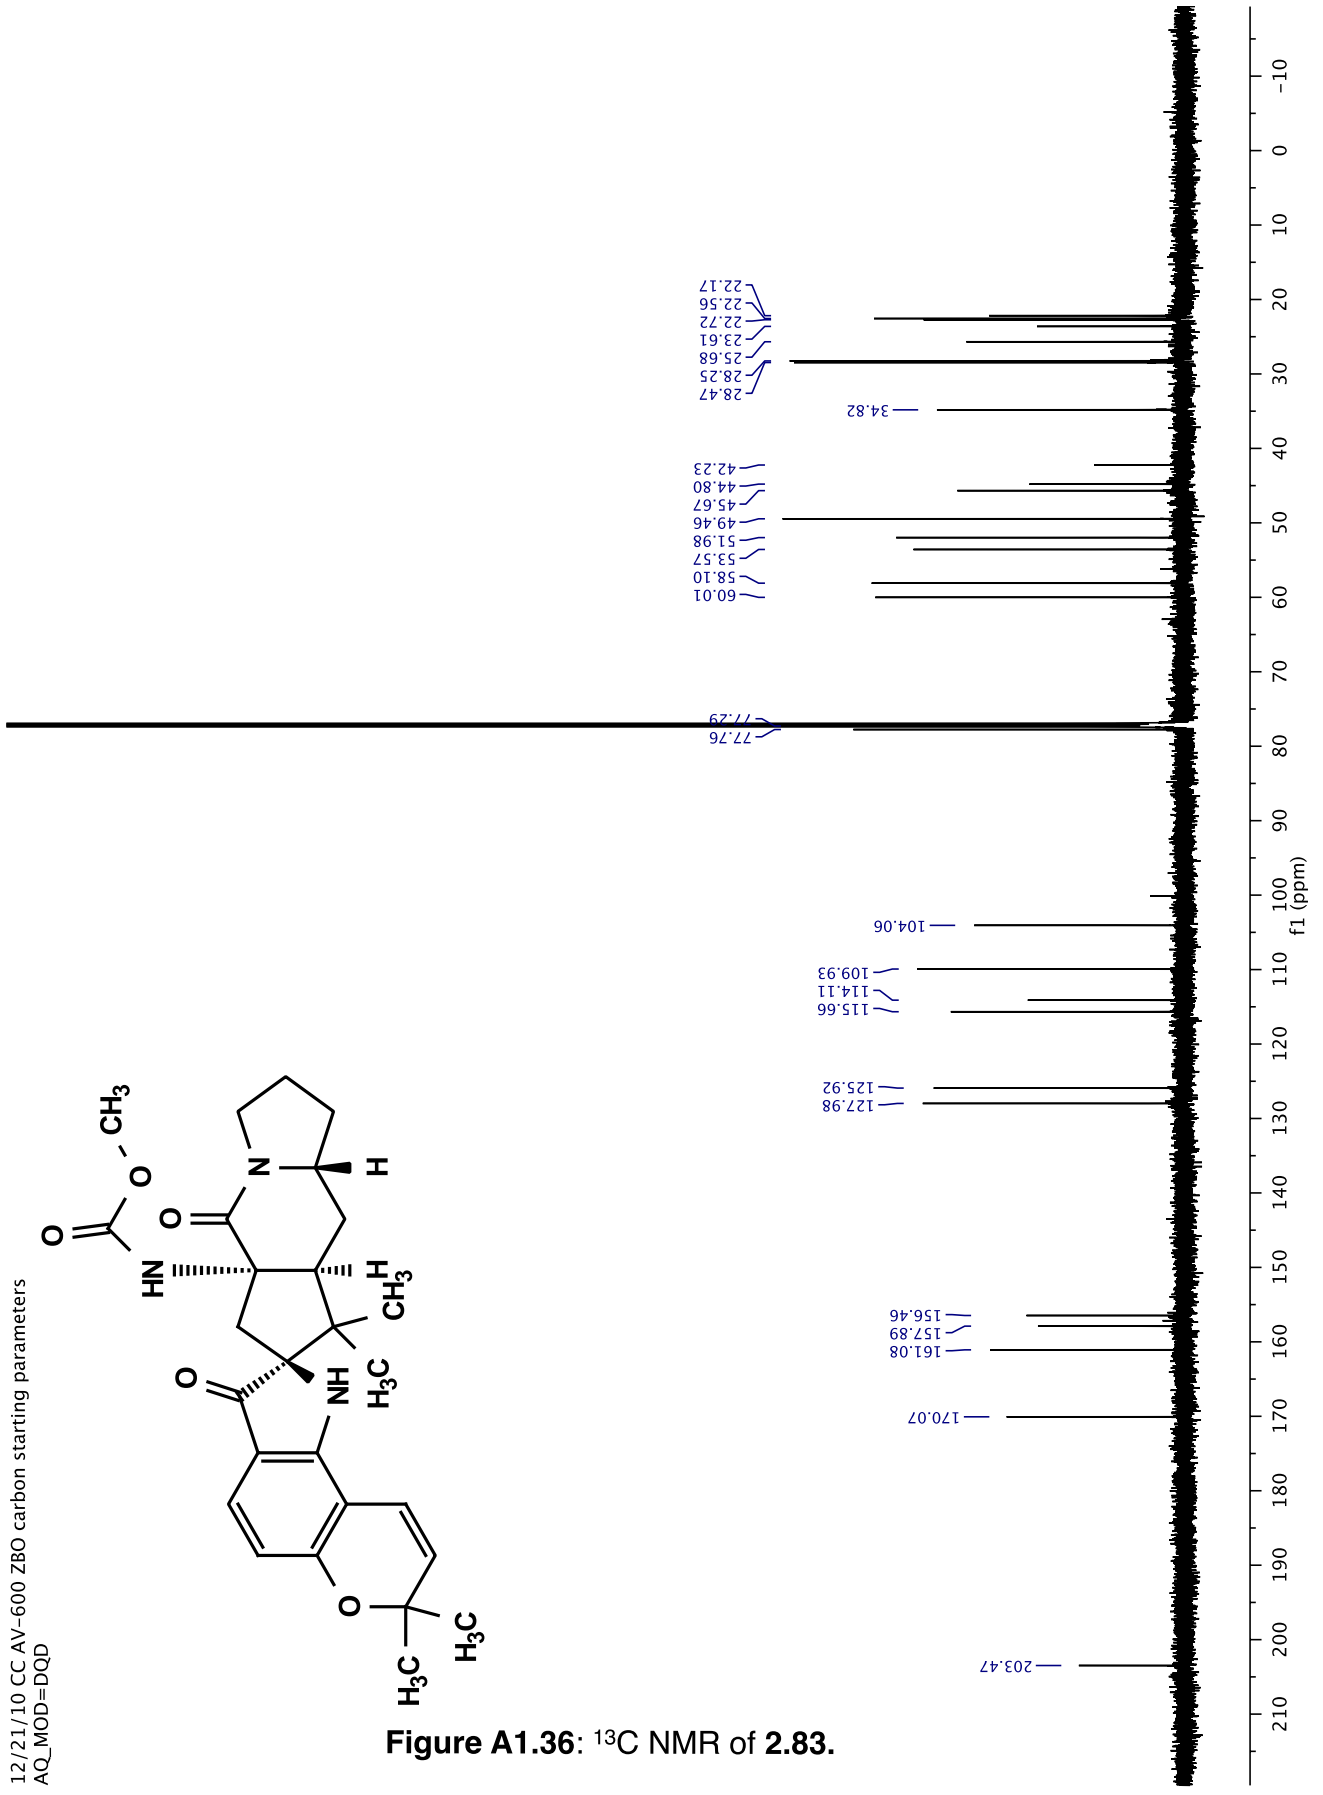 12/21/10 CC AV-600 ZBO carbon starting parameters
AQ_MOD=DQD
22.17
22.56
22.72
23.61
25.68
28.25
28.47
34.82
42.23
44.80
45.67
49.46
51.98
53.57
58.10
60.01
77.29
77.76
104.06
109.93
114.11
115.66
125.92
127.98
156.46
157.89
161.08
170.07
203.47
-10
0
10
20
30
40
50
60
70
80
90
100
110
120
130
140
150
160
170
180
190
200
210
f1 (ppm)
CH3
O
O
HN
O
N
H
H
CH3
H3C
NH
O
O
H3C
H3C
Figure A1.36: 13C NMR of 2.83.